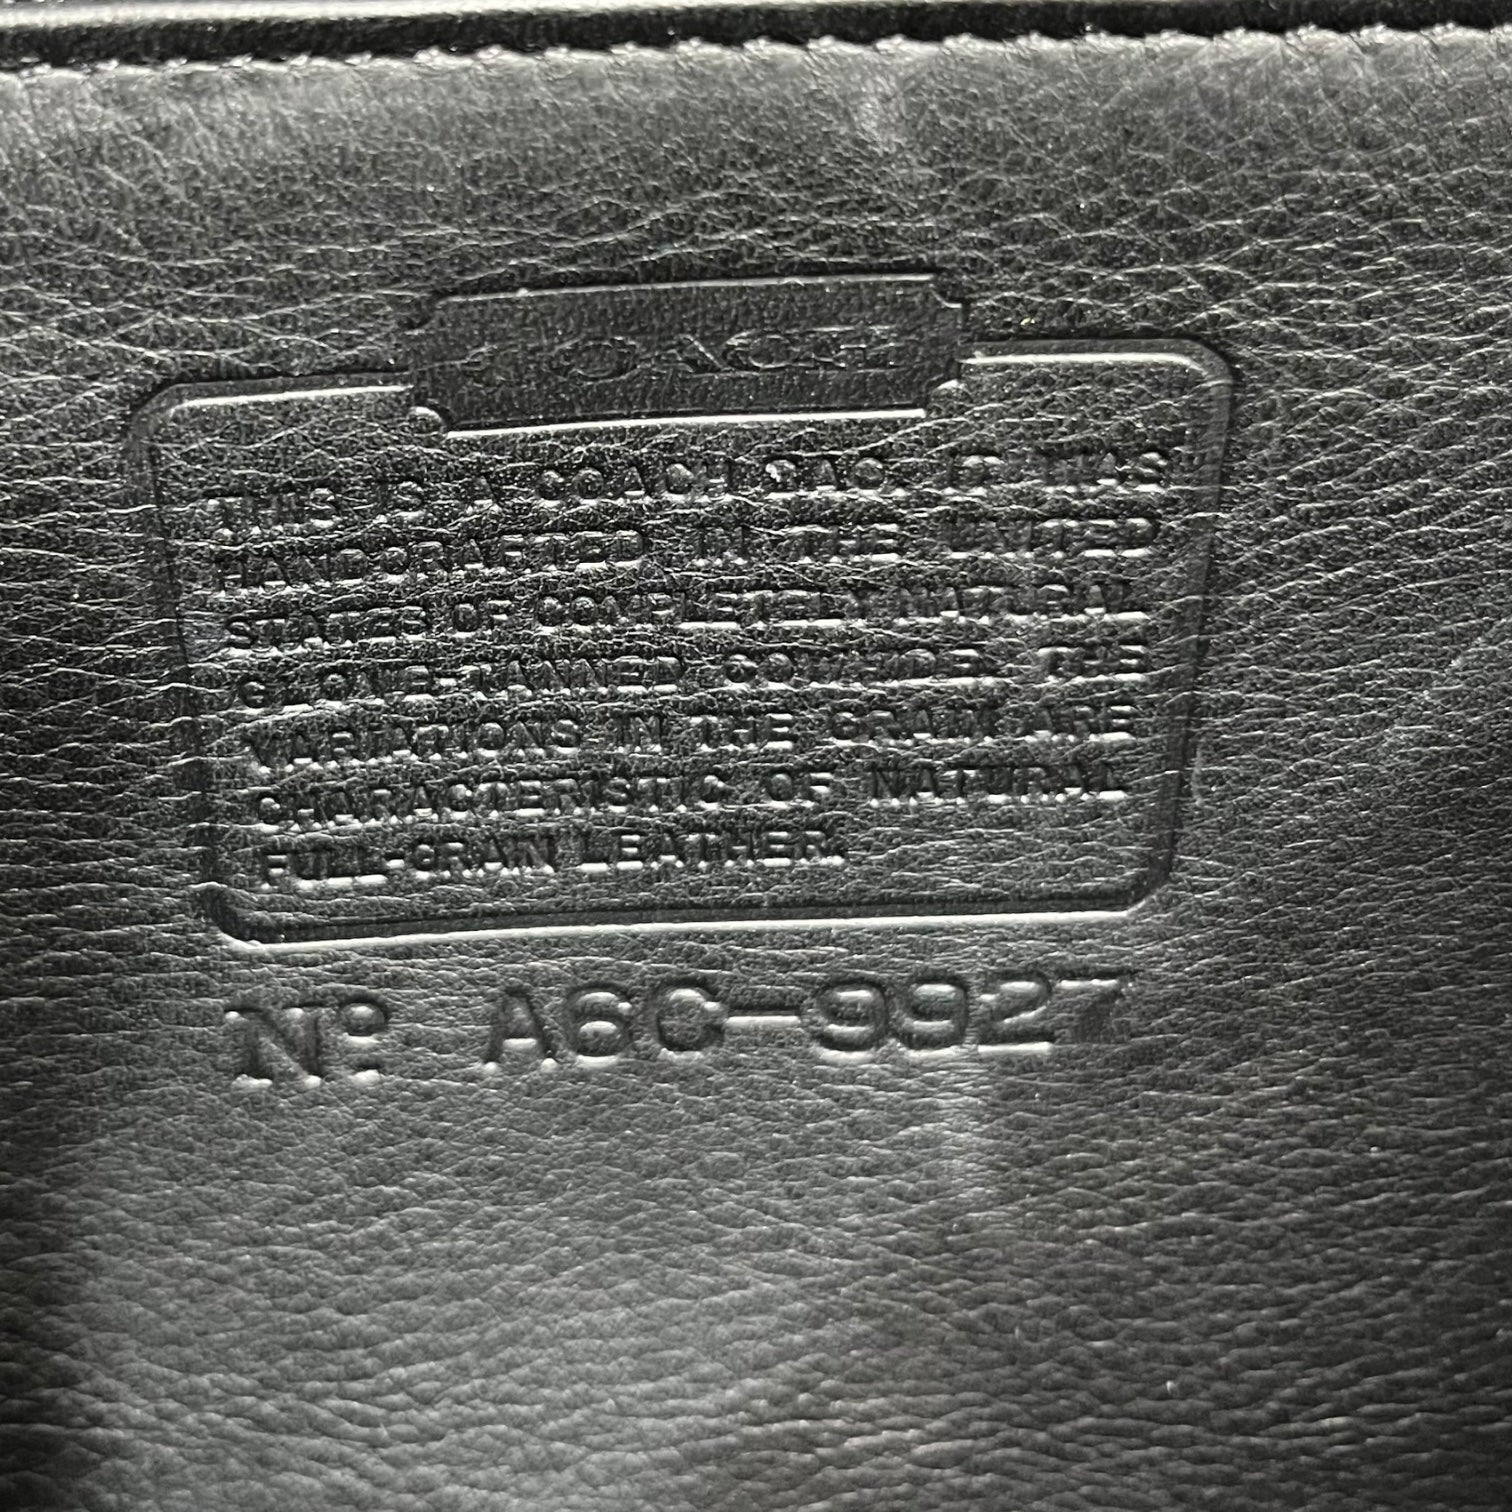 COACH
THIS IS A COACH BAG. IT WAS
HANDCRAFTED IN THE UNITED
STATES OF COMPLETELY NATURAL
GLOVE-TANNED COWHIDE. THE
VARIATIONS IN THE GRAIN ARE
CHARACTERISTIC OF NATURAL
FULL-GRAIN LEATHER.
Nº A6C-9927